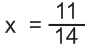 x = 11/14